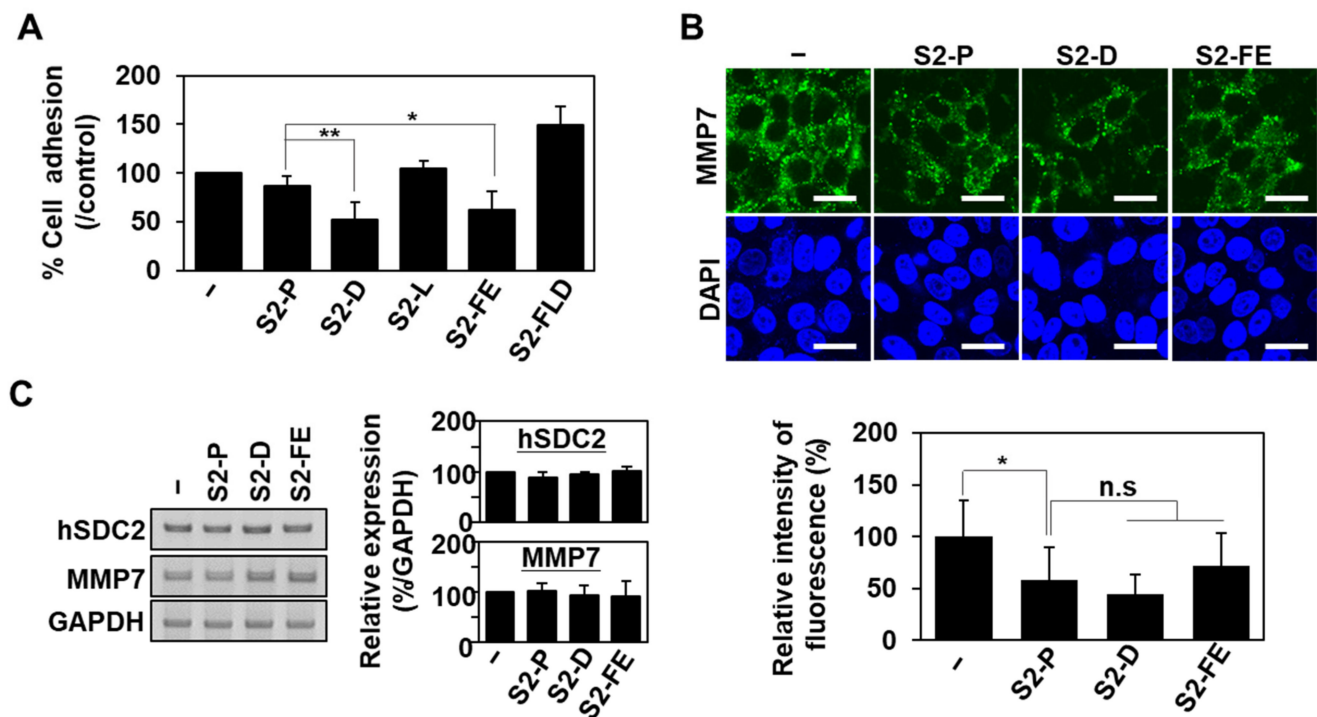 A
% Cell adhesion
(/control)
200
150
100
50
0
**
*
–
S2-P
S2-D
S2-L
S2-FE
S2-FLD
B
– S2-P S2-D S2-FE
MMP7
DAPI
C
– S2-P S2-D S2-FE
hSDC2
MMP7
GAPDH
Relative expression
(%/GAPDH)
200
100
0
hSDC2
200
100
0
MMP7
–
S2-P
S2-D
S2-FE
Relative intensity of
fluorescence (%)
200
150
100
50
0
*
n.s
–
S2-P
S2-D
S2-FE